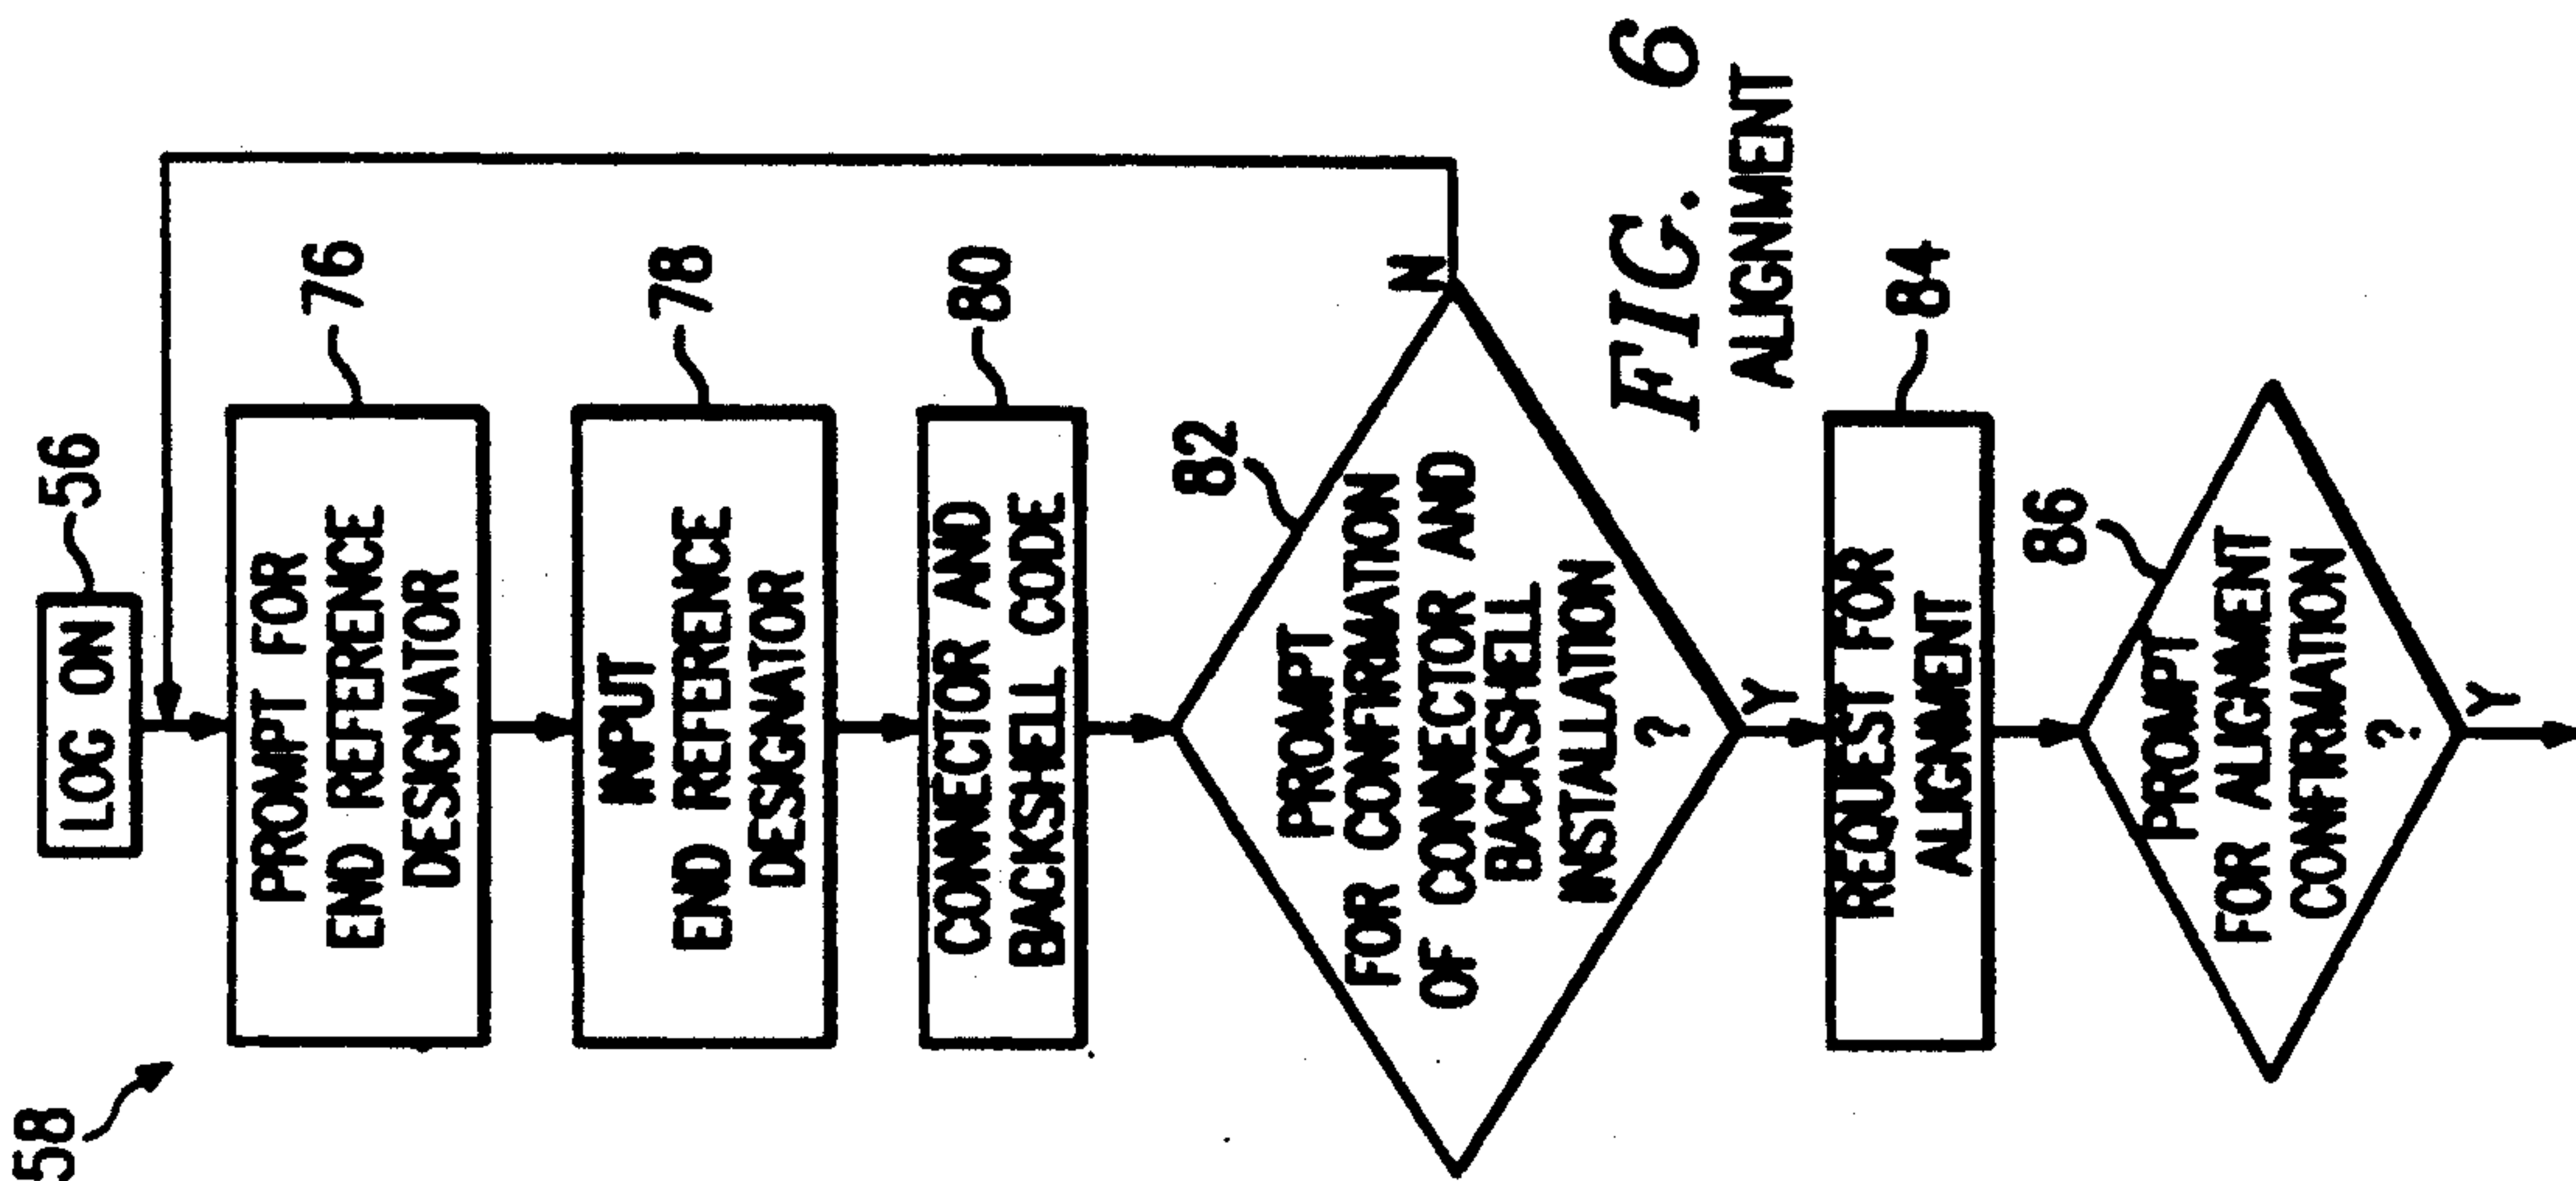 58
LOG ON
56
PROMPT FOR
END REFERENCE
DESIGNATOR
76
INPUT
END REFERENCE
DESIGNATOR
78
CONNECTOR AND
BACKSHELL CODE
80
PROMPT
FOR CONFIRMATION
OF CONNECTOR AND
BACKSHELL
INSTALLATION
?
82
N
Y
FIG. 6
ALIGNMENT
REQUEST FOR
ALIGNMENT
84
PROMPT
FOR ALIGNMENT
CONFIRMATION
?
86
Y